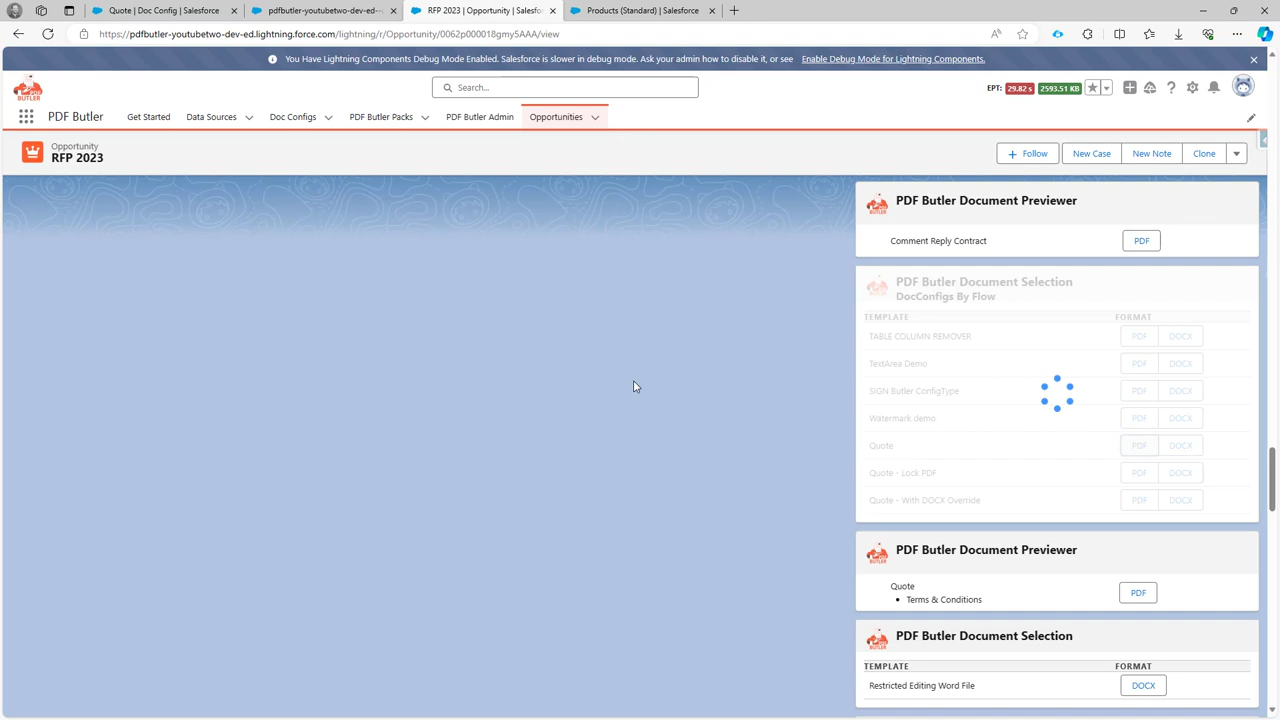 Quote | Doc Config | Salesforce
pdfbutler-youtubetwo-dev-ed--
RFP 2023 | Opportunity | Salesfo
Products (Standard) | Salesforce
https://pdfbutler-youtubetwo-dev-ed.lightning.force.com/lightning/r/Opportunity/0062p000018gmy5AAA/view
You Have Lightning Components Debug Mode Enabled. Salesforce is slower in debug mode. Ask your admin how to disable it, or see Enable Debug Mode for Lightning Components.
PDF BUTLER
Search...
EPT: 29.82 s 2593.51 KB
PDF Butler
Get Started
Data Sources
Doc Configs
PDF Butler Packs
PDF Butler Admin
Opportunities
Opportunity
RFP 2023
Follow
New Case
New Note
Clone
PDF Butler Document Previewer
Comment Reply Contract PDF
PDF Butler Document Selection
DocConfigs By Flow
TEMPLATE FORMAT
TABLE COLUMN REMOVER PDF DOCX
TextArea Demo PDF DOCX
SIGN Butler ConfigType PDF DOCX
Watermark demo PDF DOCX
Quote PDF DOCX
Quote - Lock PDF PDF DOCX
Quote - With DOCX Override PDF DOCX
PDF Butler Document Previewer
Quote
• Terms & Conditions PDF
PDF Butler Document Selection
TEMPLATE FORMAT
Restricted Editing Word File DOCX